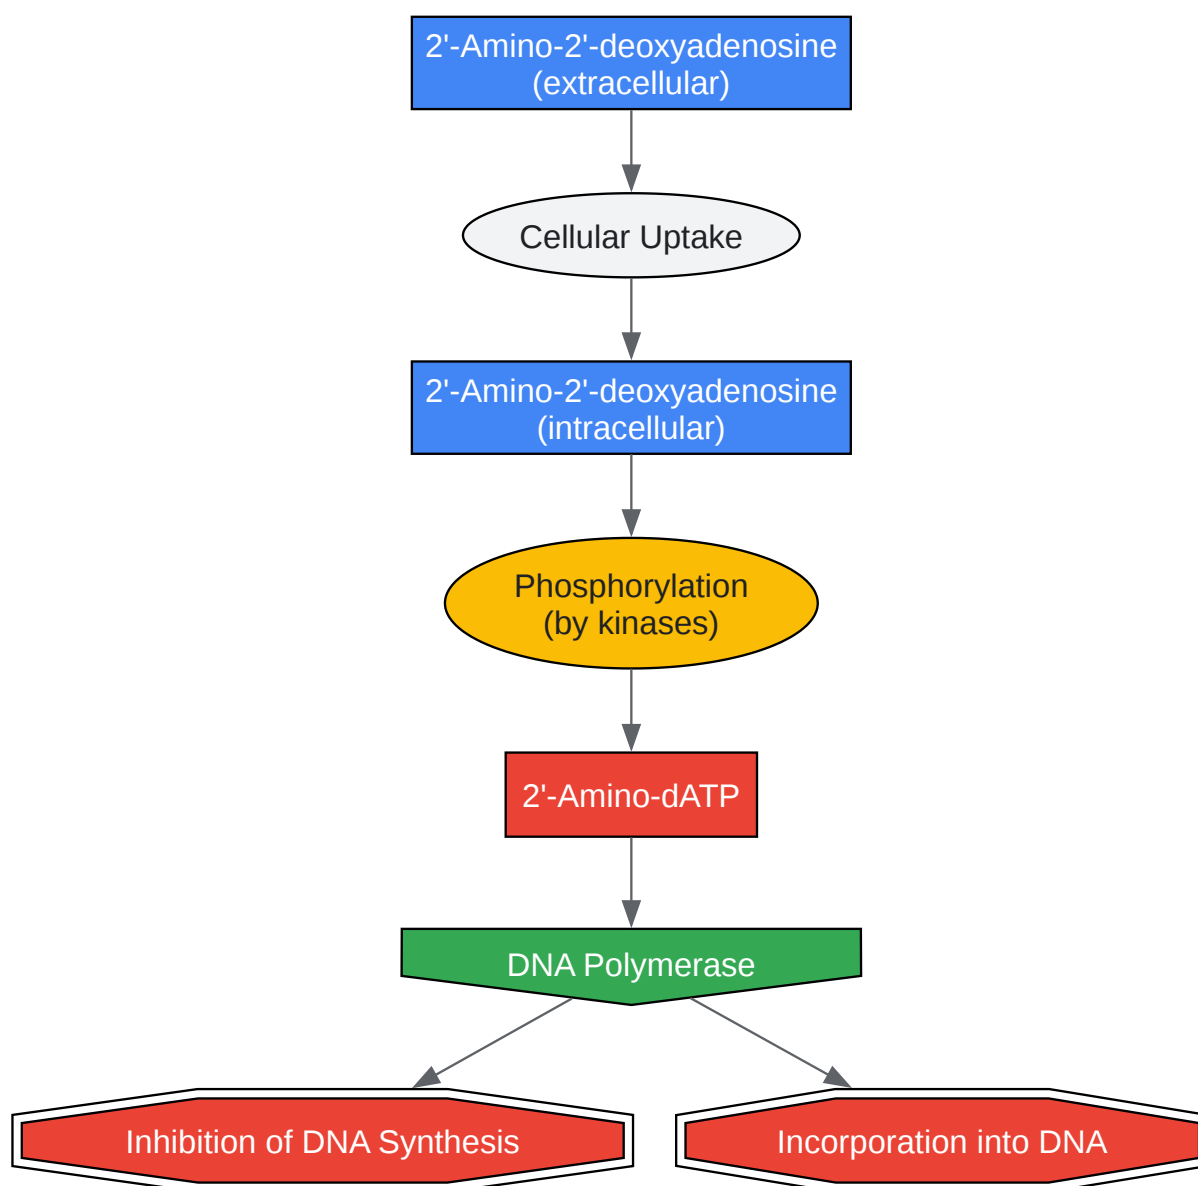 2'-Amino-2'-deoxyadenosine
(extracellular)
Cellular Uptake
2'-Amino-2'-deoxyadenosine
(intracellular)
Phosphorylation
(by kinases)
2'-Amino-dATP
DNA Polymerase
Inhibition of DNA Synthesis
Incorporation into DNA